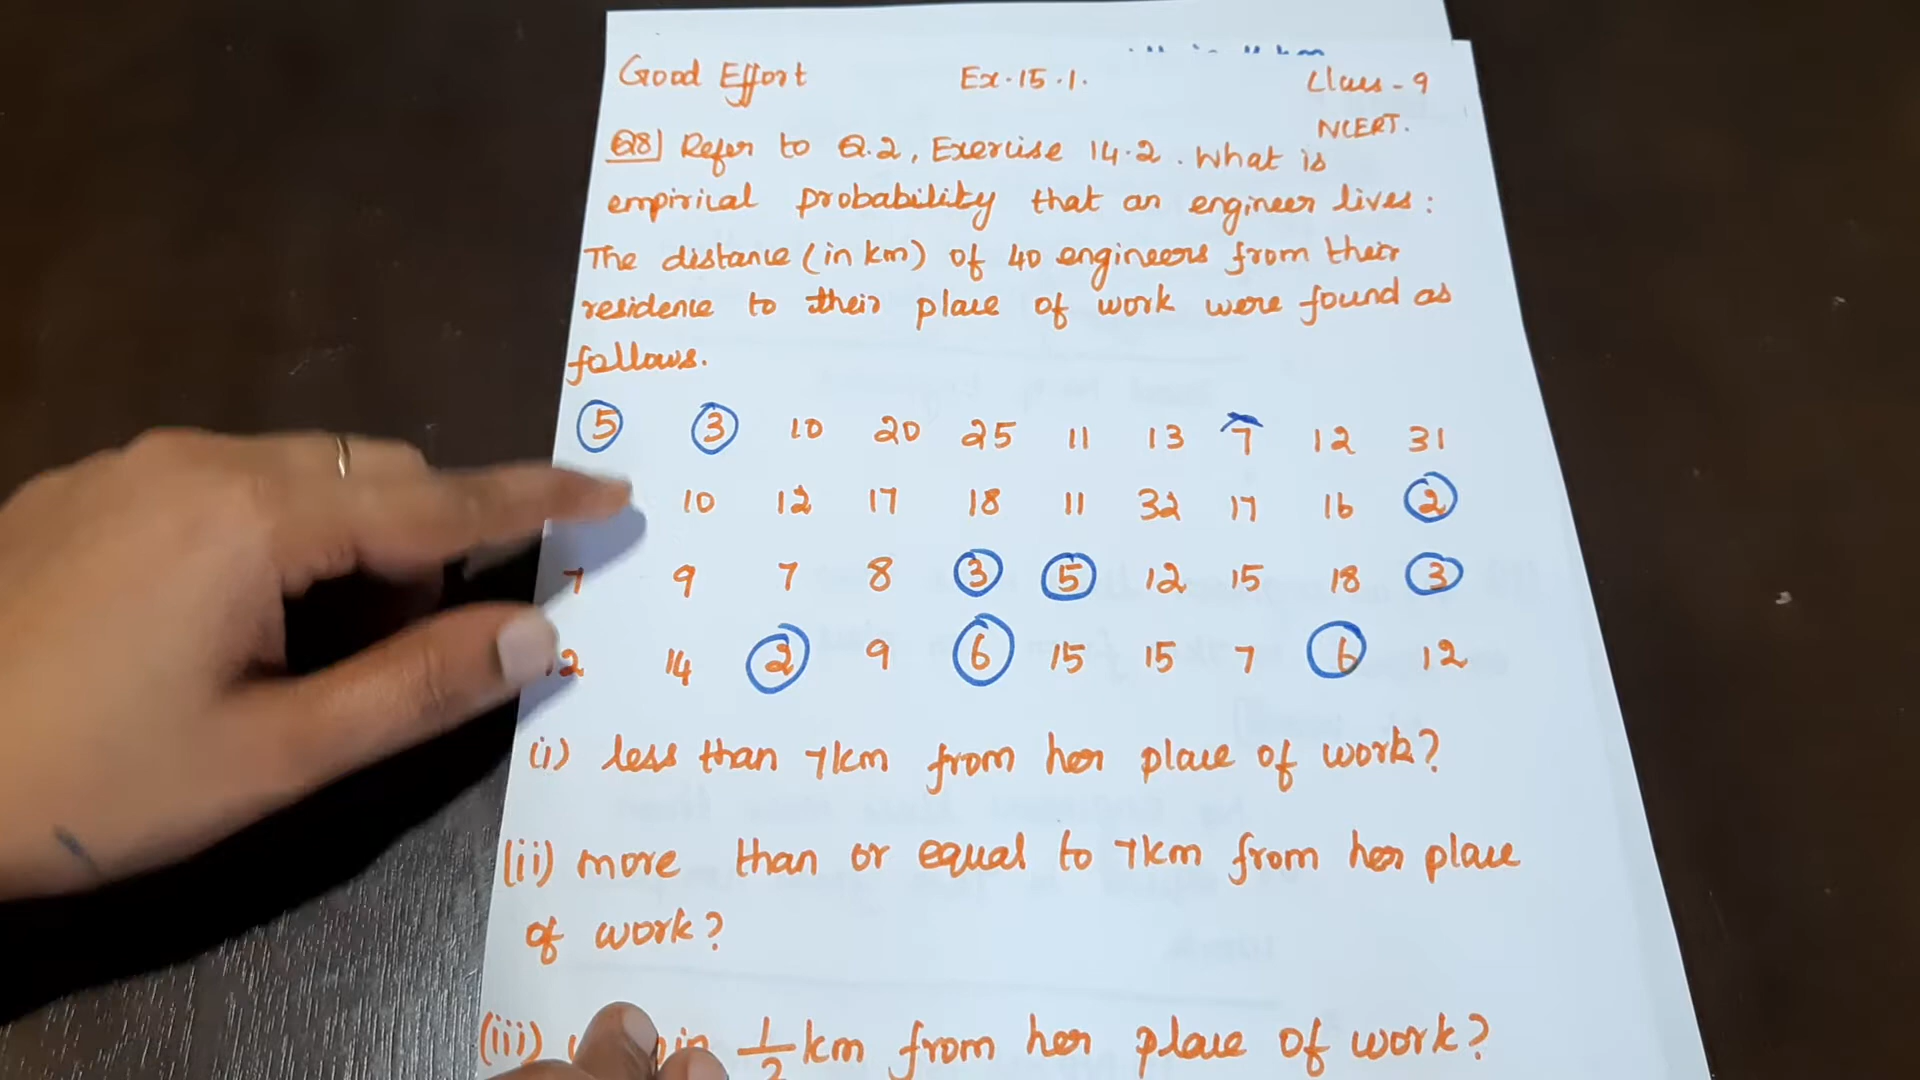 Good Effort Ex.15.1. Class-9
NCERT.
Q8) Refer to Q.2, Exercise 14.2. What is
empirical probability that an engineer lives:
The distance (in km) of 40 engineers from their
residence to their place of work were found as
follows.
5 3 10 20 25 11 13 7 12 31
10 12 17 18 11 32 17 16 2
7 9 7 8 3 5 12 15 18 3
12 14 2 9 6 15 15 7 6 12
(i) less than 7km from her place of work?
(ii) more than or equal to 7km from her place
of work?
(iii) 1/2 km from her place of work?